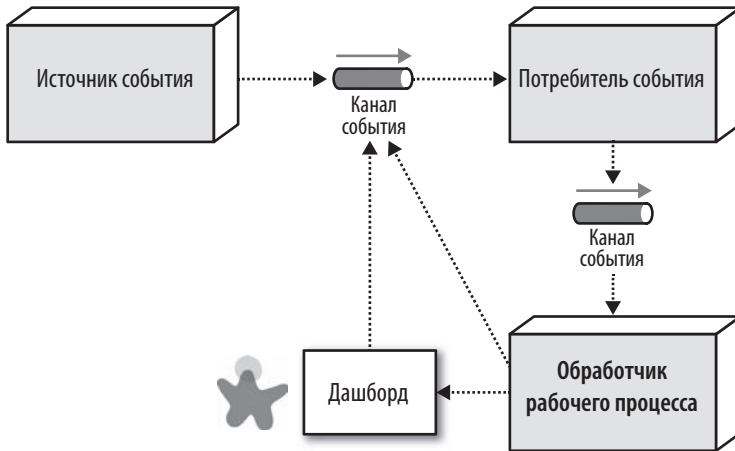 Источник события
Канал
события
Потребитель события
Канал
события
Дашборд
Обработчик
рабочего процесса